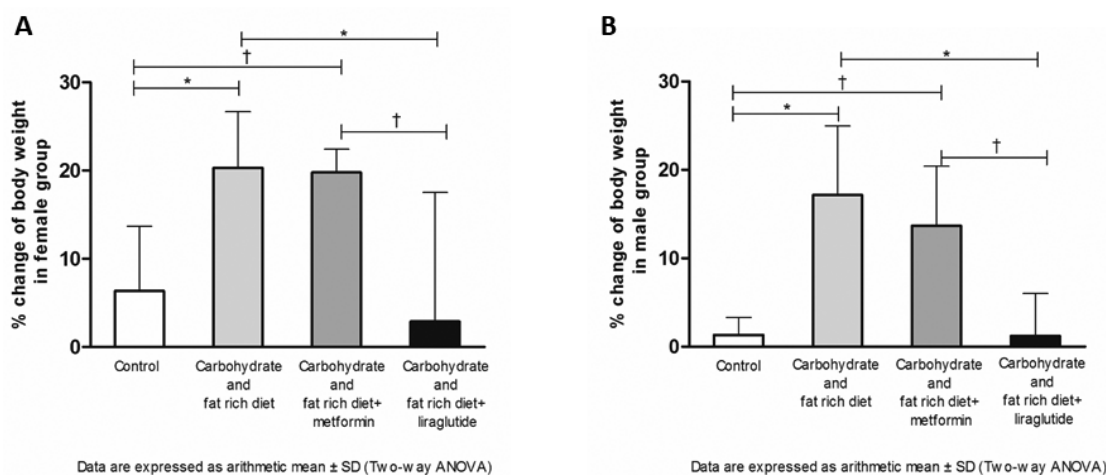 A
*
†
*
†
30
20
10
0
% change of body weight
in female group
Control
Carbohydrate
and
fat rich diet
Carbohydrate
and
fat rich diet+
metformin
Carbohydrate
and
fat rich diet+
liraglutide
Data are expressed as arithmetic mean ± SD (Two-way ANOVA)
B
*
†
*
†
30
20
10
0
% change of body weight
in male group
Control
Carbohydrate
and
fat rich diet
Carbohydrate
and
fat rich diet+
metformin
Carbohydrate
and
fat rich diet+
liraglutide
Data are expressed as arithmetic mean ± SD (Two-way ANOVA)